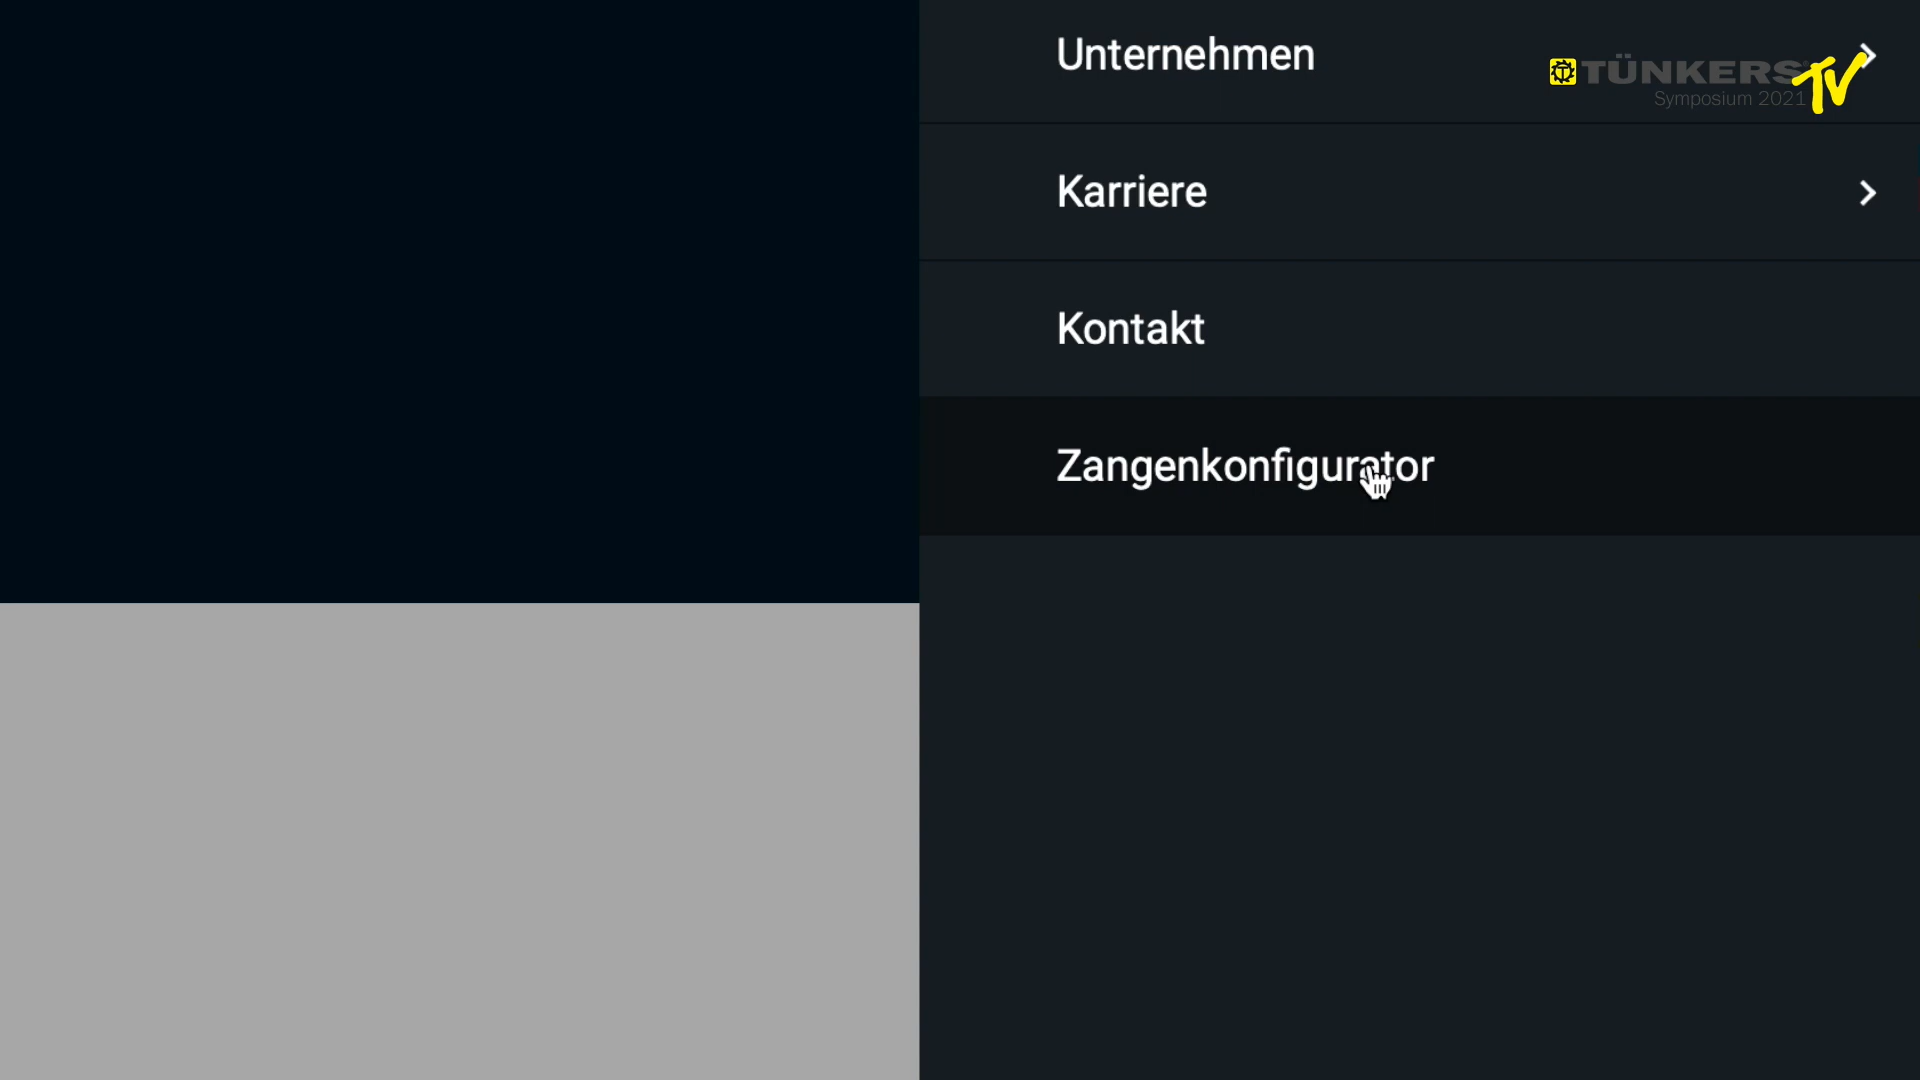 Unternehmen
TÜNKERS TV
Symposium 2021
Karriere
Kontakt
Zangenkonfigurator